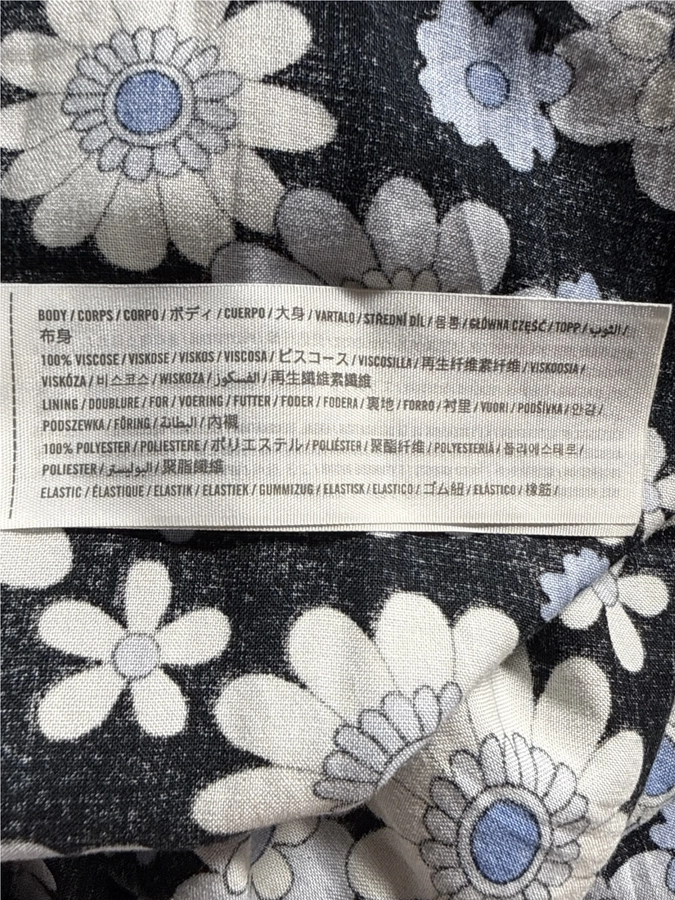 BODY / CORPS / CORPO / ボディ / CUERPO / 大身 / VARTALO / STŘEDNÍ DÍL / 몸통 / GŁÓWNA CZĘŚĆ / TOPP / الثوب /
布身
100% VISCOSE / VISKOSE / VISKOS / VISCOSA / ビスコース / VISCOSILLA / 再生纤维素纤维 / VISKOOSIA /
VISKÓZA / 비스코스 / WISKOZA / الفسكوز / 再生纖維素纖維
LINING / DOUBLURE / FOR / VOERING / FUTTER / FODER / FODERA / 裏地 / FORRO / 衬里 / VUORI / PODŠÍVKA / 안감 /
PODSZEWKA / FÔRING / البطانة / 內襯
100% POLYESTER / POLIESTERE / ポリエステル / POLIÉSTER / 聚酯纤维 / POLYESTERIÄ / 폴리에스테르 /
POLIESTER / البوليستر / 聚脂纖維
ELASTIC / ÉLASTIQUE / ELASTIK / ELASTIEK / GUMMIZUG / ELASTISK / ELASTICO / ゴム紐 / ELÁSTICO / 橡筋 /